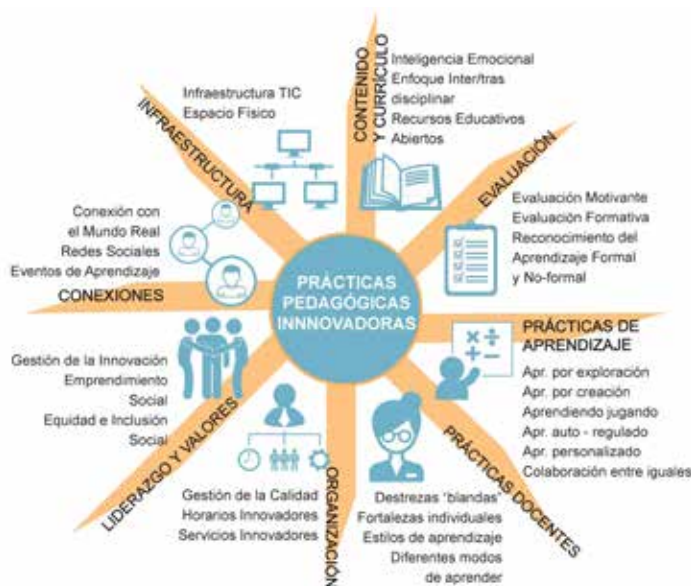 PRÁCTICAS
PEDAGÓGICAS
INNNOVADORAS
CONTENIDO
Y CURRÍCULO
Inteligencia Emocional
Enfoque Inter/tras
disciplinar
Recursos Educativos
Abiertos
EVALUACIÓN
Evaluación Motivante
Evaluación Formativa
Reconocimiento del
Aprendizaje Formal
y No-formal
PRÁCTICAS DE
APRENDIZAJE
Apr. por exploración
Apr. por creación
Aprendiendo jugando
Apr. auto - regulado
Apr. personalizado
Colaboración entre iguales
PRÁCTICAS DOCENTES
Destrezas "blandas"
Fortalezas individuales
Estilos de aprendizaje
Diferentes modos
de aprender
ORGANIZACIÓN
Gestión de la Calidad
Horarios Innovadores
Servicios Innovadores
LIDERAZGO Y VALORES
Gestión de la Innovación
Emprendimiento
Social
Equidad e Inclusión
Social
CONEXIONES
Conexión con
el Mundo Real
Redes Sociales
Eventos de Aprendizaje
INFRAESTRUCTURA
Infraestructura TIC
Espacio Físico